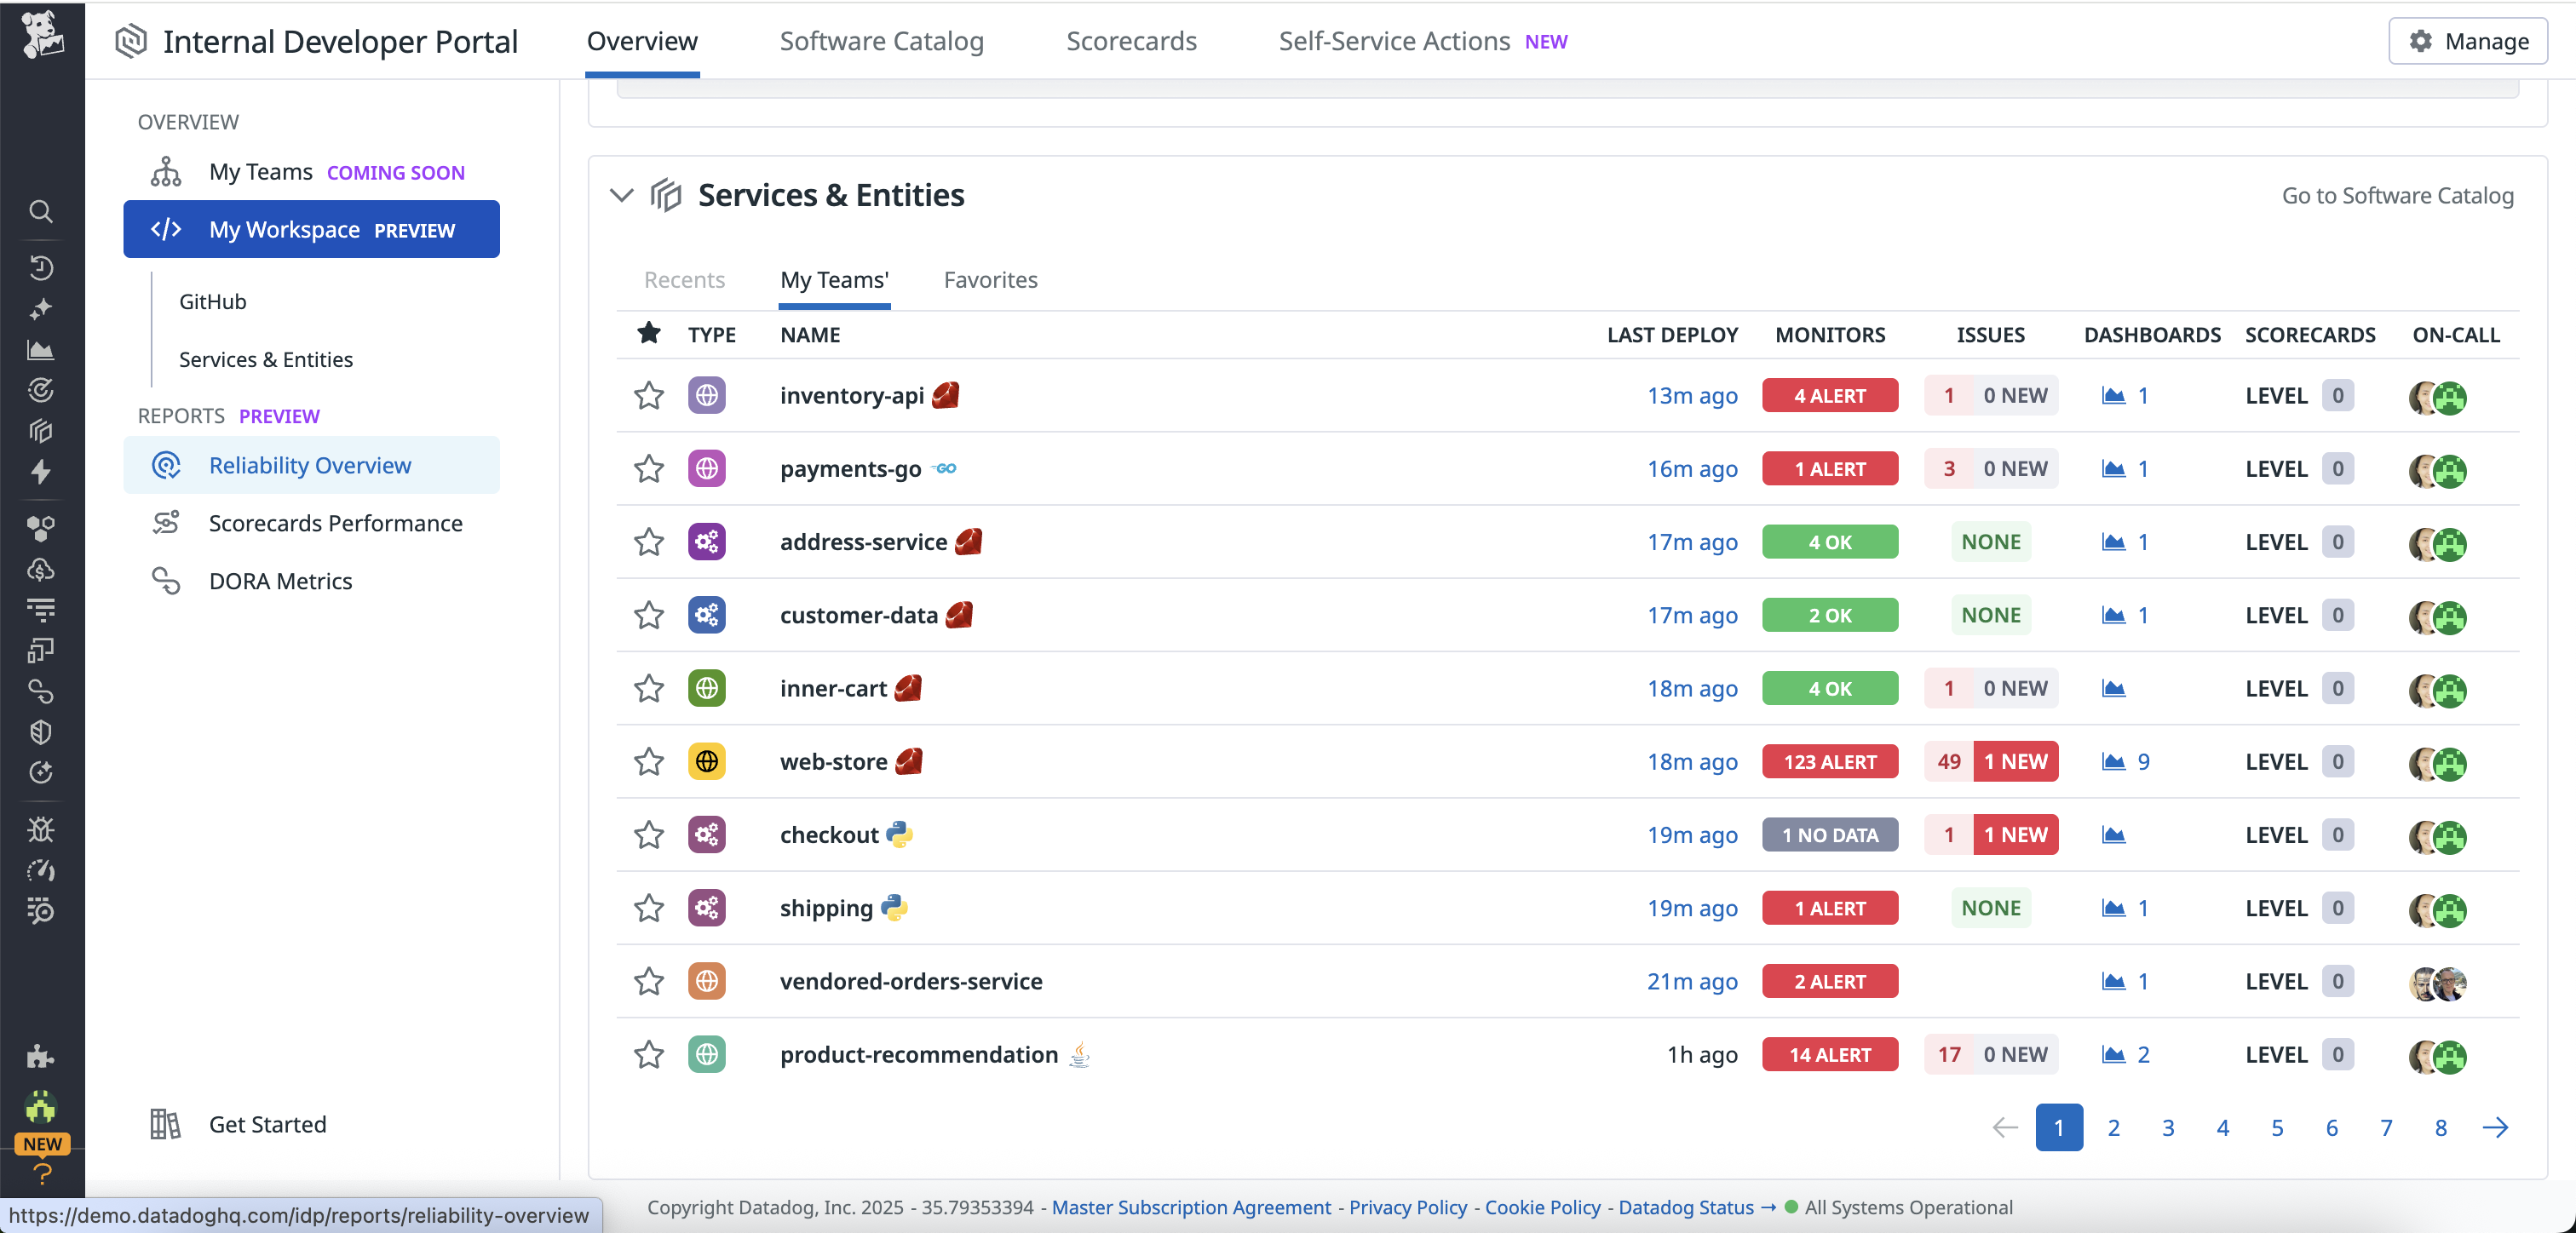 Internal Developer Portal Overview Software Catalog Scorecards Self-Service Actions NEW Manage
OVERVIEW
My Teams COMING SOON
My Workspace PREVIEW
GitHub
Services & Entities
REPORTS PREVIEW
Reliability Overview
Scorecards Performance
DORA Metrics
Get Started
NEW
Services & Entities Go to Software Catalog
Recents My Teams' Favorites
TYPE NAME LAST DEPLOY MONITORS ISSUES DASHBOARDS SCORECARDS ON-CALL
inventory-api 13m ago 4 ALERT 1 0 NEW 1 LEVEL 0
payments-go GO 16m ago 1 ALERT 3 0 NEW 1 LEVEL 0
address-service 17m ago 4 OK NONE 1 LEVEL 0
customer-data 17m ago 2 OK NONE 1 LEVEL 0
inner-cart 18m ago 4 OK 1 0 NEW LEVEL 0
web-store 18m ago 123 ALERT 49 1 NEW 9 LEVEL 0
checkout 19m ago 1 NO DATA 1 1 NEW LEVEL 0
shipping 19m ago 1 ALERT NONE 1 LEVEL 0
vendored-orders-service 21m ago 2 ALERT 1 LEVEL 0
product-recommendation 1h ago 14 ALERT 17 0 NEW 2 LEVEL 0
← 1 2 3 4 5 6 7 8 →
https://demo.datadoghq.com/idp/reports/reliability-overview
Copyright Datadog, Inc. 2025 - 35.79353394 - Master Subscription Agreement - Privacy Policy - Cookie Policy - Datadog Status → All Systems Operational